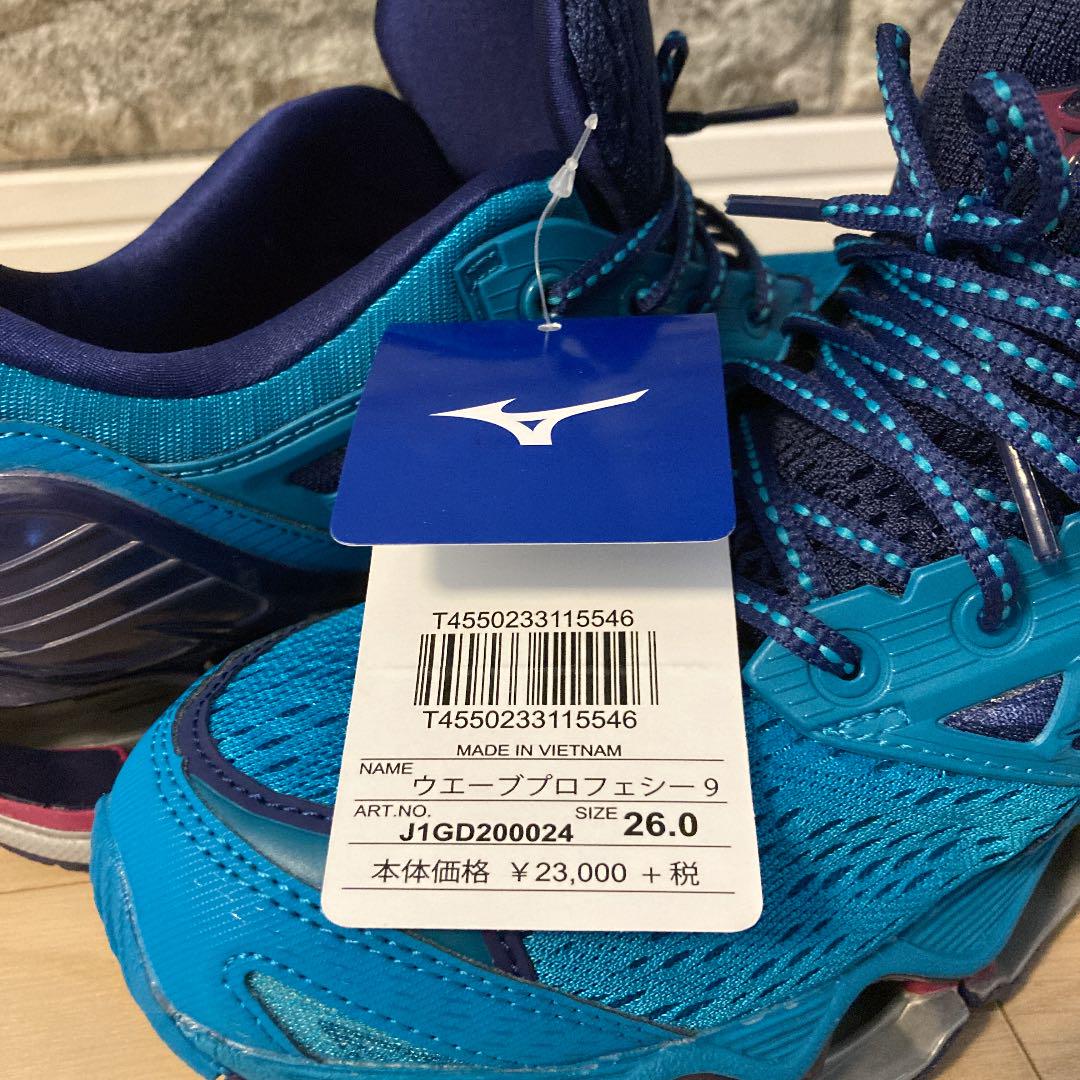 T4550233115546
T4550233115546
MADE IN VIETNAM
NAME ウエーブプロフェシー9
ART.NO. J1GD200024 SIZE 26.0
本体価格 ¥23,000 +税